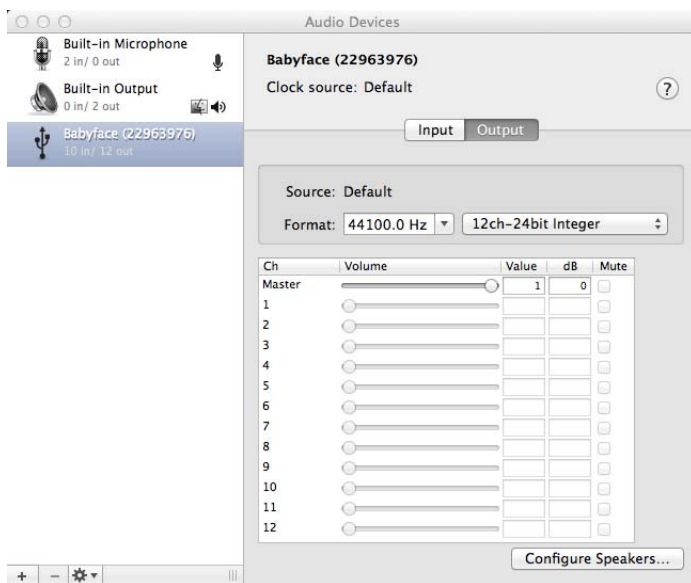 Audio Devices
Built-in Microphone
2 in/ 0 out
Built-in Output
0 in/ 2 out
Babyface (22963976)
10 in/ 12 out
Babyface (22963976)
Clock source: Default
?
Input Output
Source: Default
Format: 44100.0 Hz 12ch-24bit Integer
Ch Volume Value dB Mute
Master 1 0
1
2
3
4
5
6
7
8
9
10
11
12
Configure Speakers...